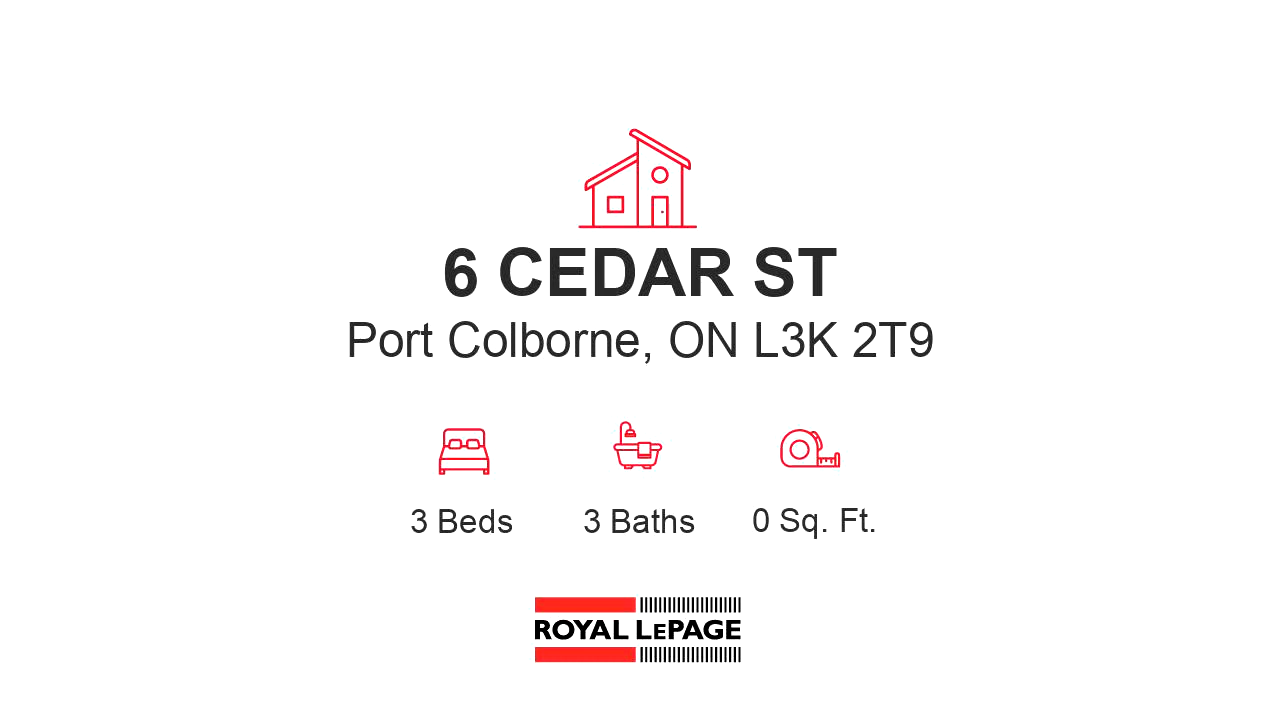 6 CEDAR ST
Port Colborne, ON L3K 2T9
3 Beds
3 Baths
0 Sq. Ft.
ROYAL LEPAGE